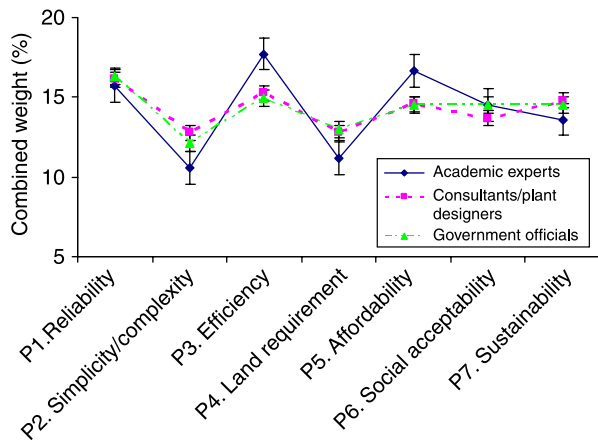 Combined weight (%)
20
15
10
5
Academic experts
Consultants/plant
designers
Government officials
P1.Reliability
P2. Simplicity/complexity
P3. Efficiency
P4. Land requirement
P5. Affordability
P6. Social acceptability
P7. Sustainability